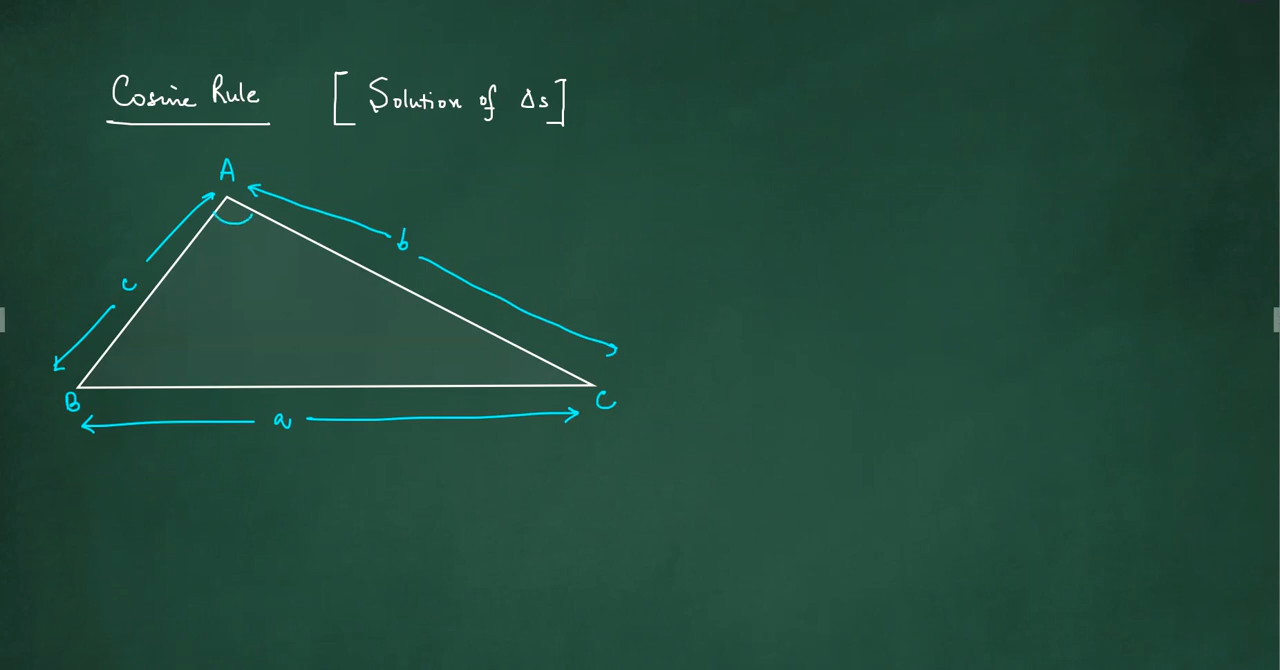 Cosine Rule [Solution of Δs]
A
b
c
B
C
a